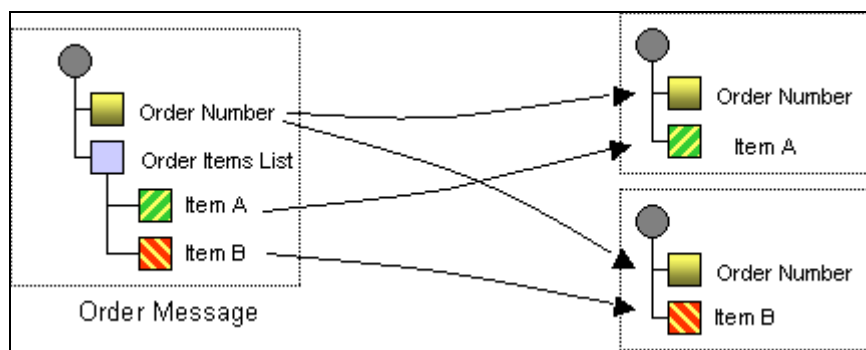 Order Number
Order Items List
Item A
Item B
Order Message
Order Number
Item A
Order Number
Item B